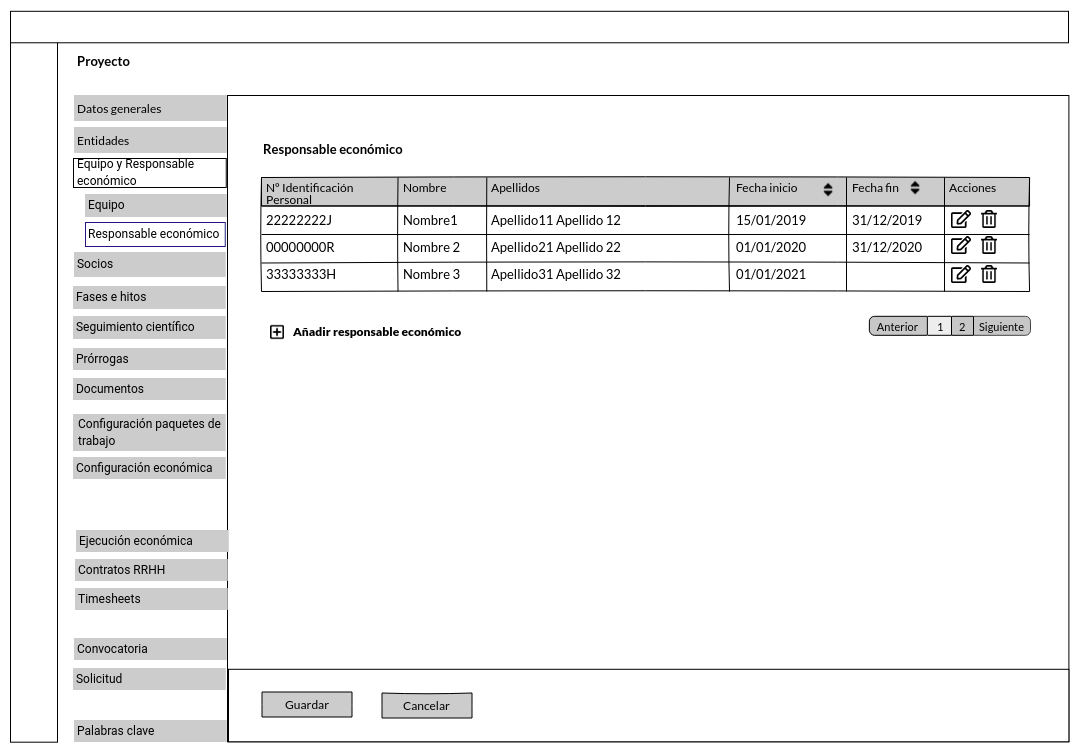 Proyecto
Datos generales
Entidades
Equipo y Responsable
económico
Equipo
Responsable económico
Socios
Fases e hitos
Seguimiento científico
Prórrogas
Documentos
Configuración paquetes de
trabajo
Configuración económica
Ejecución económica
Contratos RRHH
Timesheets
Convocatoria
Solicitud
Palabras clave
Responsable económico
Nº Identificación
Personal
Nombre
Apellidos
Fecha inicio
Fecha fin
Acciones
22222222J Nombre1 Apellido11 Apellido 12 15/01/2019 31/12/2019
00000000R Nombre 2 Apellido21 Apellido 22 01/01/2020 31/12/2020
33333333H Nombre 3 Apellido31 Apellido 32 01/01/2021
Añadir responsable económico
Anterior 1 2 Siguiente
Guardar Cancelar